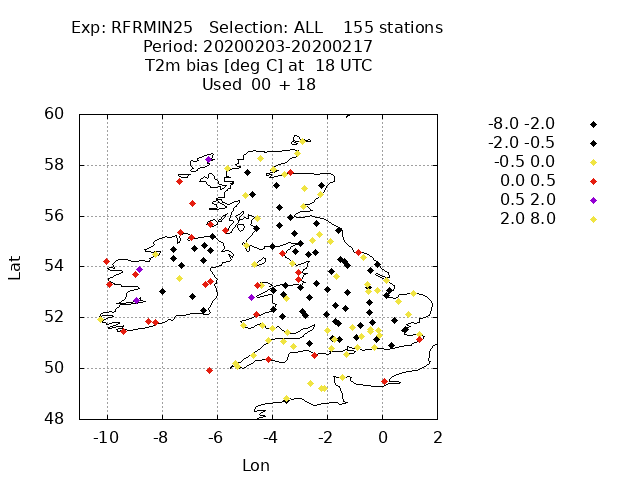 Exp: RFRMIN25 Selection: ALL 155 stations
Period: 20200203-20200217
T2m bias [deg C] at 18 UTC
Used 00 + 18
60
58
56
54
52
50
48
Lat
-10 -8 -6 -4 -2 0 2
Lon
-8.0 -2.0
-2.0 -0.5
-0.5 0.0
0.0 0.5
0.5 2.0
2.0 8.0